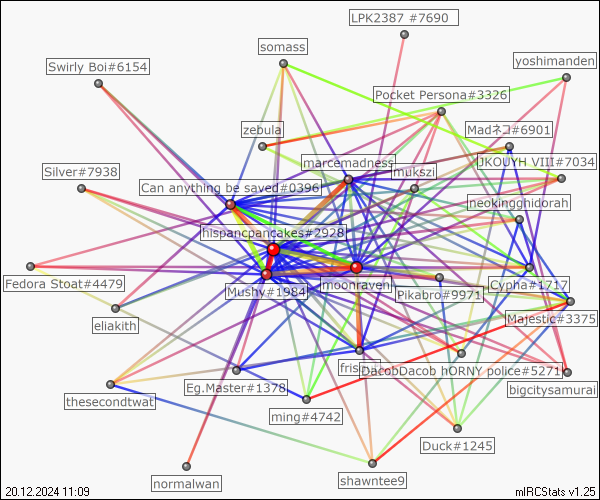 LPK2387 #7690
somass
yoshimanden
Swirly Boi#6154
Pocket Persona#3326
zebula
Madネコ#6901
marcemadness
JKOUYH VIII#7034
Silver#7938
mukszi
Can anything be saved#0396
neokingghidorah
hispancpancakes#2928
Fedora Stoat#4479
Mushy#1984
moonraven
Cypha#1717
Pikabro#9971
eliakith
Majestic#3375
DacobDacob hORNY police#5271
Eg.Master#1378
bigcitysamurai
thesecondtwat
ming#4742
Duck#1245
normalwan
shawntee9
20.12.2024 11:09
mIRCStats v1.25